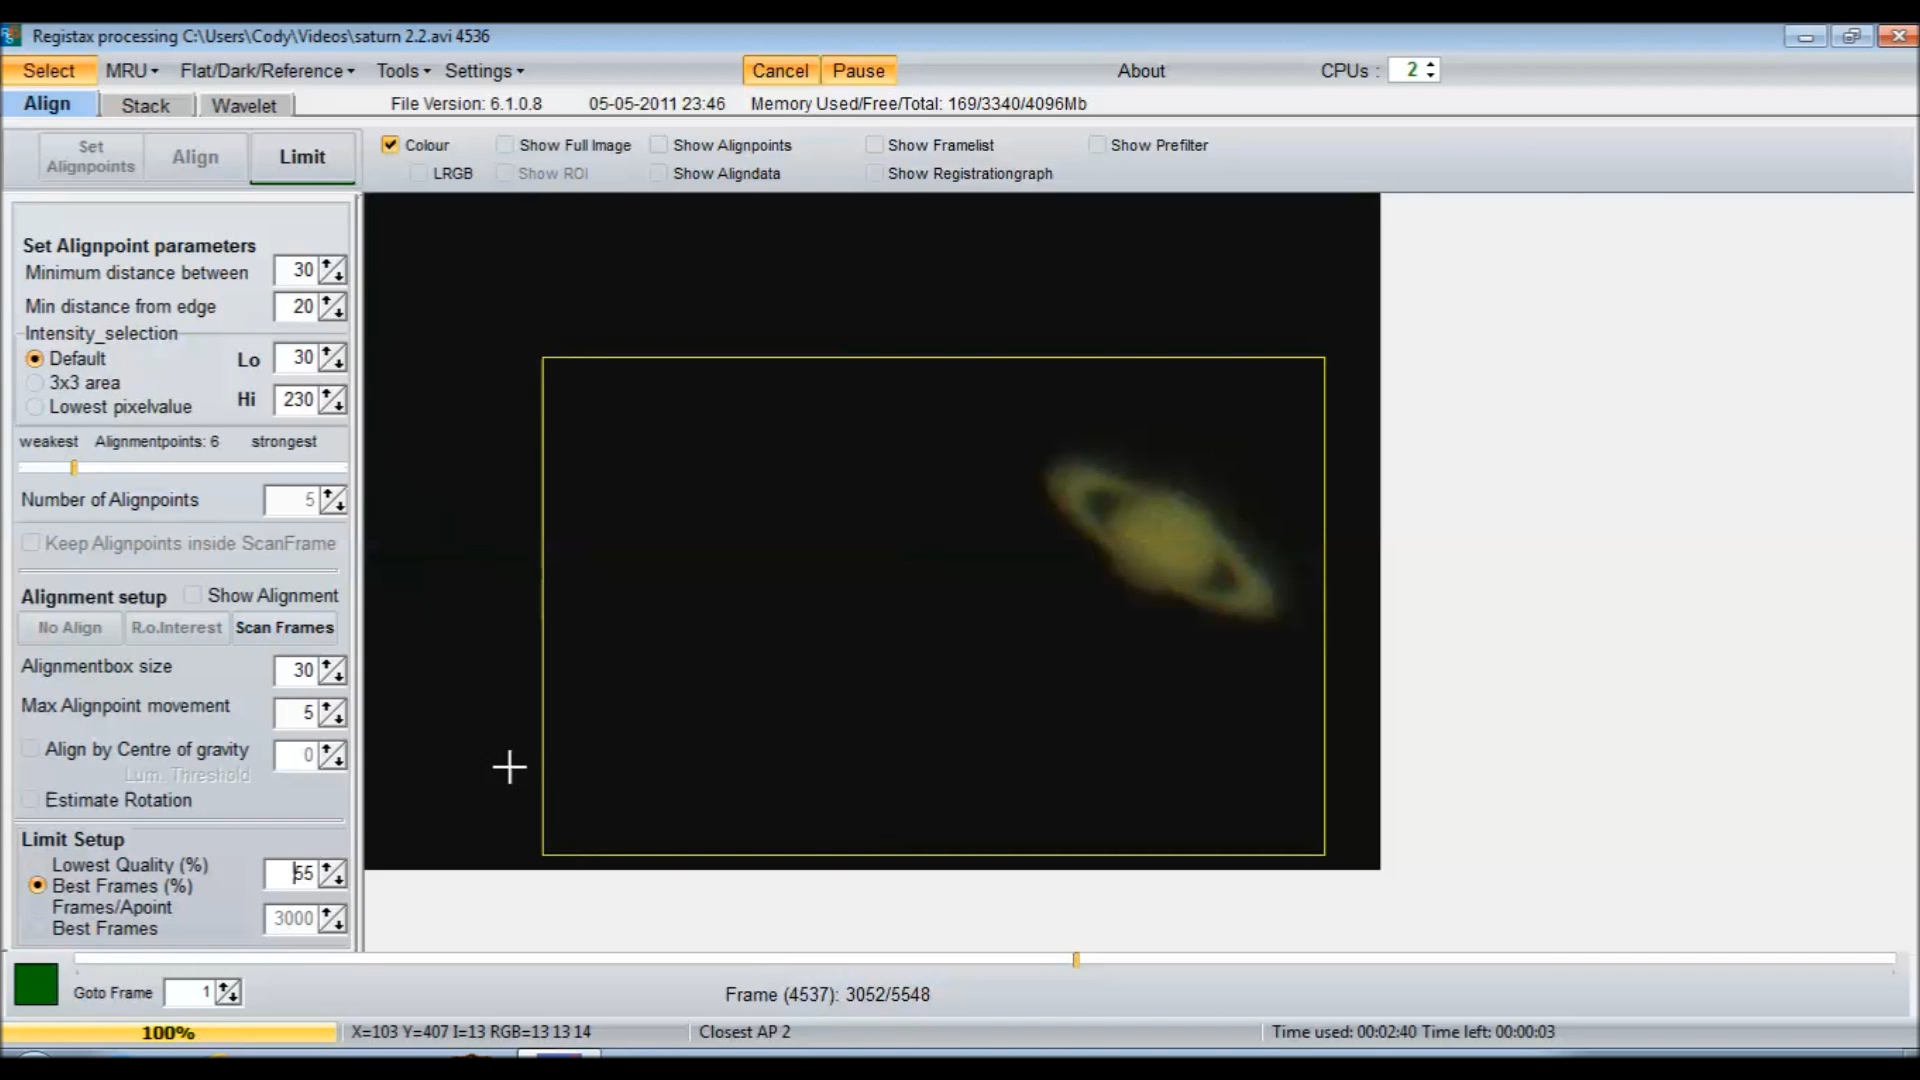 Registax processing C:\Users\Cody\Videos\saturn 2.2.avi 4536
Select MRU Flat/Dark/Reference Tools Settings Cancel Pause About CPUs : 2
Align Stack Wavelet File Version: 6.1.0.8 05-05-2011 23:46 Memory Used/Free/Total: 169/3340/4096Mb
Set Alignpoints Align Limit
Colour Show Full Image Show Alignpoints Show Framelist Show Prefilter
LRGB Show ROI Show Aligndata Show Registrationgraph
Set Alignpoint parameters
Minimum distance between 30
Min distance from edge 20
Intensity_selection
Default Lo 30
3x3 area
Lowest pixelvalue Hi 230
weakest Alignmentpoints: 6 strongest
Number of Alignpoints 5
Keep Alignpoints inside ScanFrame
Alignment setup Show Alignment
No Align R.o.Interest Scan Frames
Alignmentbox size 30
Max Alignpoint movement 5
Align by Centre of gravity 0
Lum. Threshold
Estimate Rotation
Limit Setup
Lowest Quality (%)
Best Frames (%) 55
Frames/Apoint
Best Frames 3000
Goto Frame 1 Frame (4537): 3052/5548
100% X=103 Y=407 I=13 RGB=13 13 14 Closest AP 2 Time used: 00:02:40 Time left: 00:00:03